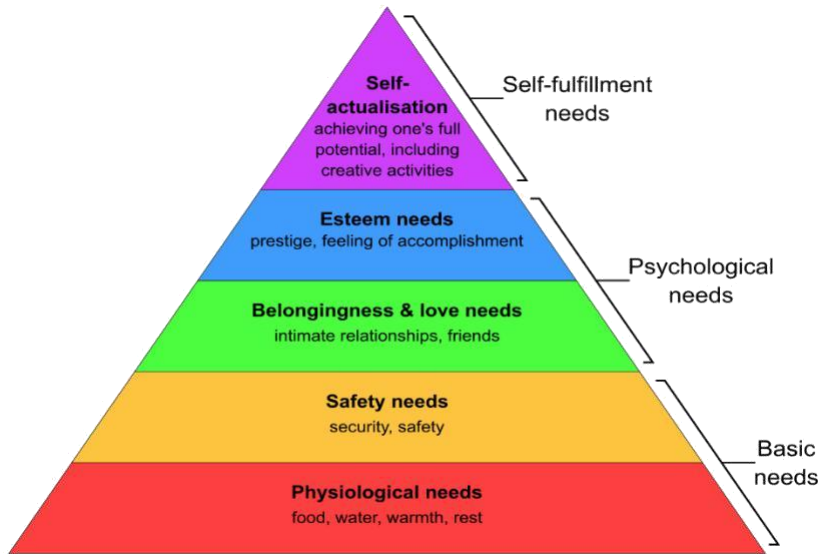 Self-
actualisation
achieving one's full
potential, including
creative activities
Self-fulfillment
needs
Esteem needs
prestige, feeling of accomplishment
Psychological
needs
Belongingness & love needs
intimate relationships, friends
Safety needs
security, safety
Basic
needs
Physiological needs
food, water, warmth, rest